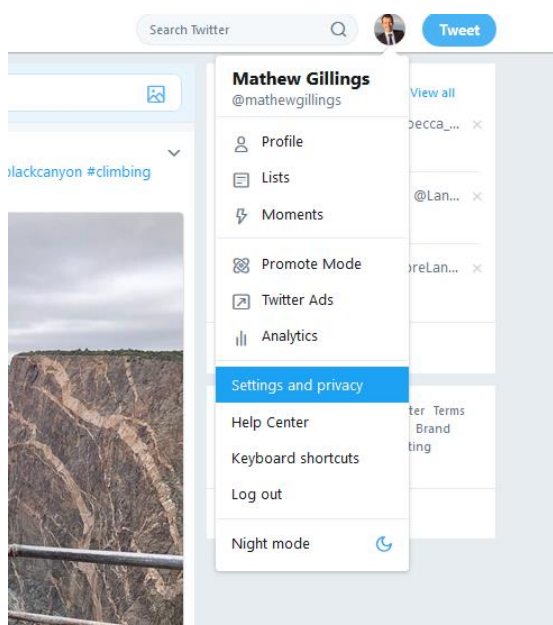 Search Twitter
Tweet
Mathew Gillings
@mathewgillings
View all
Profile
Lists
#climbing
@Lan...
Moments
Promote Mode
Twitter Ads
Analytics
Settings and privacy
Terms
Help Center
Brand
Keyboard shortcuts
Log out
Night mode